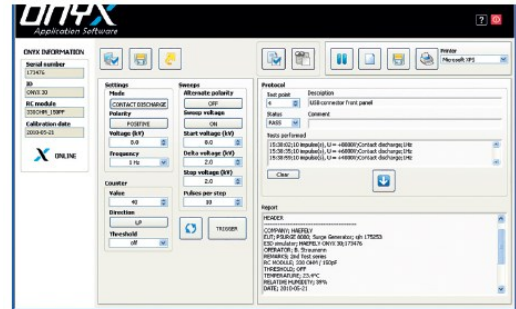 onyx
Application Software
Printer
Microsoft XPS
ONYX INFORMATION
Serial number
173476
ID
ONYX 30
RC module
330OHM_150PF
Calibration date
2010-05-21
ONLINE
Settings
Mode
CONTACT DISCHARGE
Polarity
POSITIVE
Voltage (kV)
8.0
Frequency
1 Hz
Counter
Value
40
Direction
UP
Threshold
off
Sweeps
Alternate polarity
OFF
Sweep voltage
ON
Start voltage (kV)
Delta voltage (kV)
2.0
Stop voltage (kV)
2.0
Pulses per step
10
TRIGGER
Protocol
Test point
Description
4
USB connector front panel
Status
Comment
PASS
Tests performed
15:38:02;10 impulse(s), U = +8000V;Contact discharge;1Hz
15:38:35;10 impulse(s), U = +6000V;Contact discharge;1Hz
15:38:59;10 impulse(s), U = +4000V;Contact discharge;1Hz
Clear
Report
HEADER
COMPANY; HAEFELY
EUT; PSURGE 8000; Surge Generator; 175253
ESD simulator; HAEFELY ONYX 30;173476
OPERATOR; B. Straumann
REMARKS; 2nd Test series
RC MODULE; 330 OHM / 150pF
THRESHOLD; OFF
TEMPERATURE; 23.4°C
RELATIVE HUMIDITY; 39%
DATE; 2010-05-21